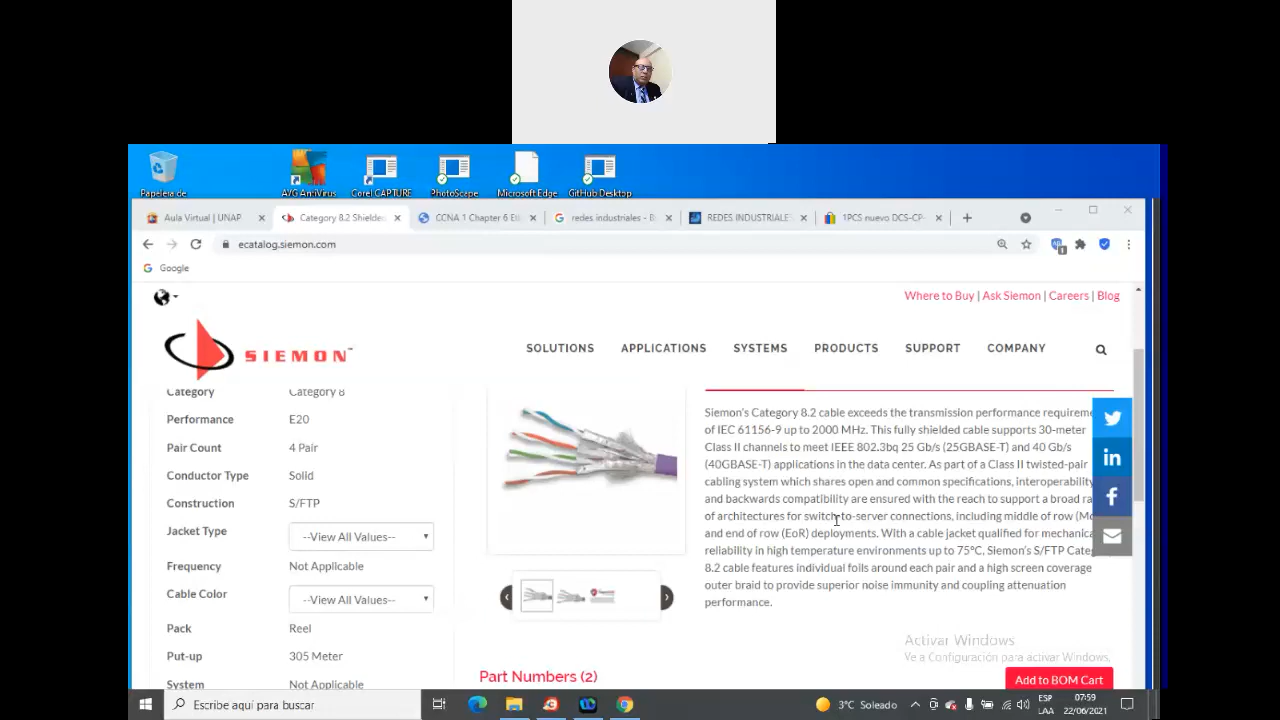 Papelera de
AVG AntiVirus
Corel CAPTURE
PhotoScape
Microsoft Edge
GitHub Desktop
Aula Virtual | UNAP
Category 8.2 Shielde
CCNA 1 Chapter 6 Et
redes industriales - B
REDES INDUSTRIALE
1PCS nuevo DCS-CP-
ecatalog.siemon.com
Google
Where to Buy | Ask Siemon | Careers | Blog
SIEMON™
SOLUTIONS
APPLICATIONS
SYSTEMS
PRODUCTS
SUPPORT
COMPANY
Category Category 8
Performance E20
Pair Count 4 Pair
Conductor Type Solid
Construction S/FTP
Jacket Type --View All Values--
Frequency Not Applicable
Cable Color --View All Values--
Pack Reel
Put-up 305 Meter
System Not Applicable
Siemon's Category 8.2 cable exceeds the transmission performance requireme
of IEC 61156-9 up to 2000 MHz. This fully shielded cable supports 30-meter
Class II channels to meet IEEE 802.3bq 25 Gb/s (25GBASE-T) and 40 Gb/s
(40GBASE-T) applications in the data center. As part of a Class II twisted-pair
cabling system which shares open and common specifications, interoperability
and backwards compatibility are ensured with the reach to support a broad ra
of architectures for switch-to-server connections, including middle of row (Mo
and end of row (EoR) deployments. With a cable jacket qualified for mechanica
reliability in high temperature environments up to 75°C, Siemon's S/FTP Categ
8.2 cable features individual foils around each pair and a high screen coverage
outer braid to provide superior noise immunity and coupling attenuation
performance.
Activar Windows
Ve a Configuración para activar Windows.
Part Numbers (2)
Add to BOM Cart
Escribe aquí para buscar
3°C Soleado
ESP
LAA
07:59
22/06/2021